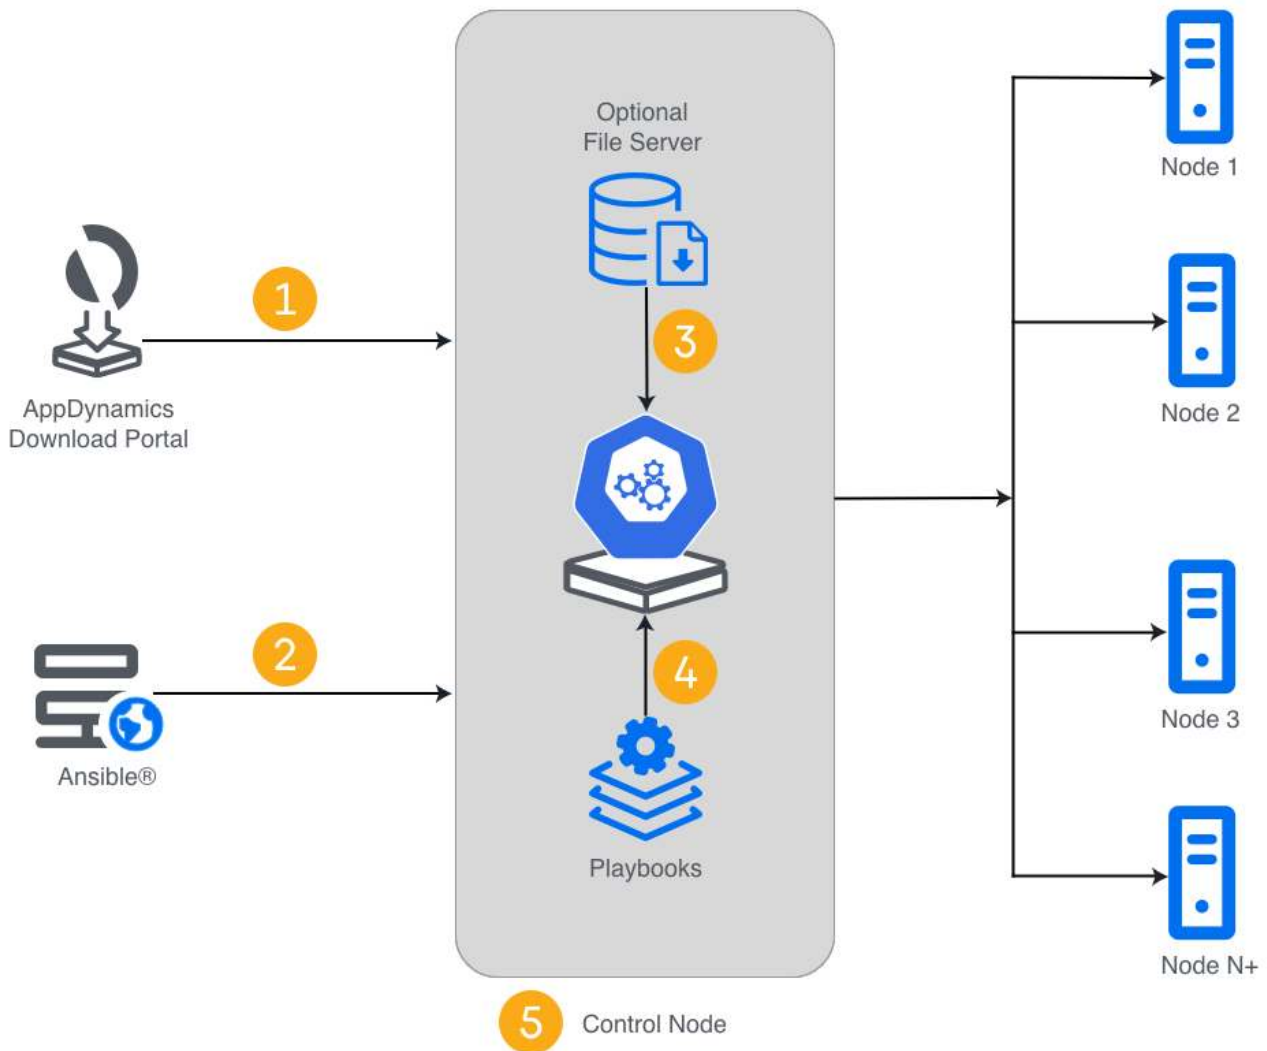 Optional
File Server
Node 1
1
3
AppDynamics
Download Portal
Node 2
2
4
Ansible®
Node 3
Playbooks
Node N+
5 Control Node